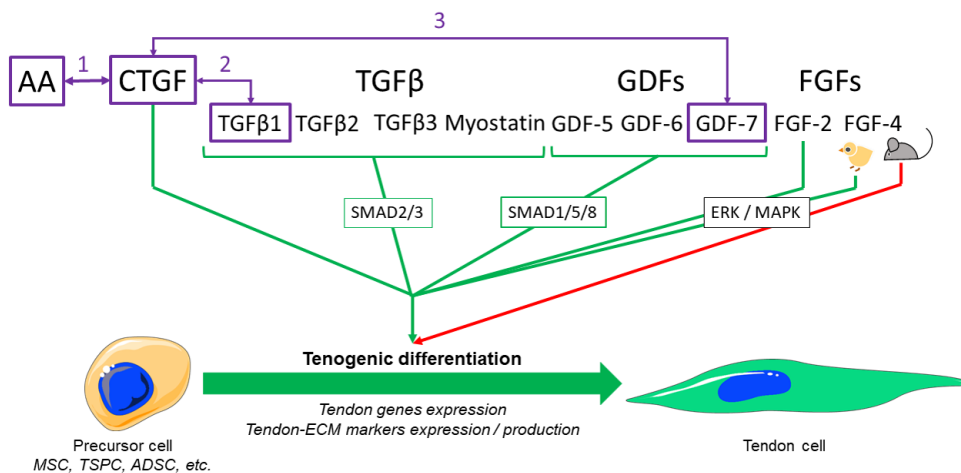 3
1
2
AA
CTGF
TGFβ
GDFs
FGFs
TGFβ1
TGFβ2
TGFβ3
Myostatin
GDF-5
GDF-6
GDF-7
FGF-2
FGF-4
SMAD2/3
SMAD1/5/8
ERK / MAPK
Tenogenic differentiation
Tendon genes expression
Tendon-ECM markers expression / production
Precursor cell
MSC, TSPC, ADSC, etc.
Tendon cell